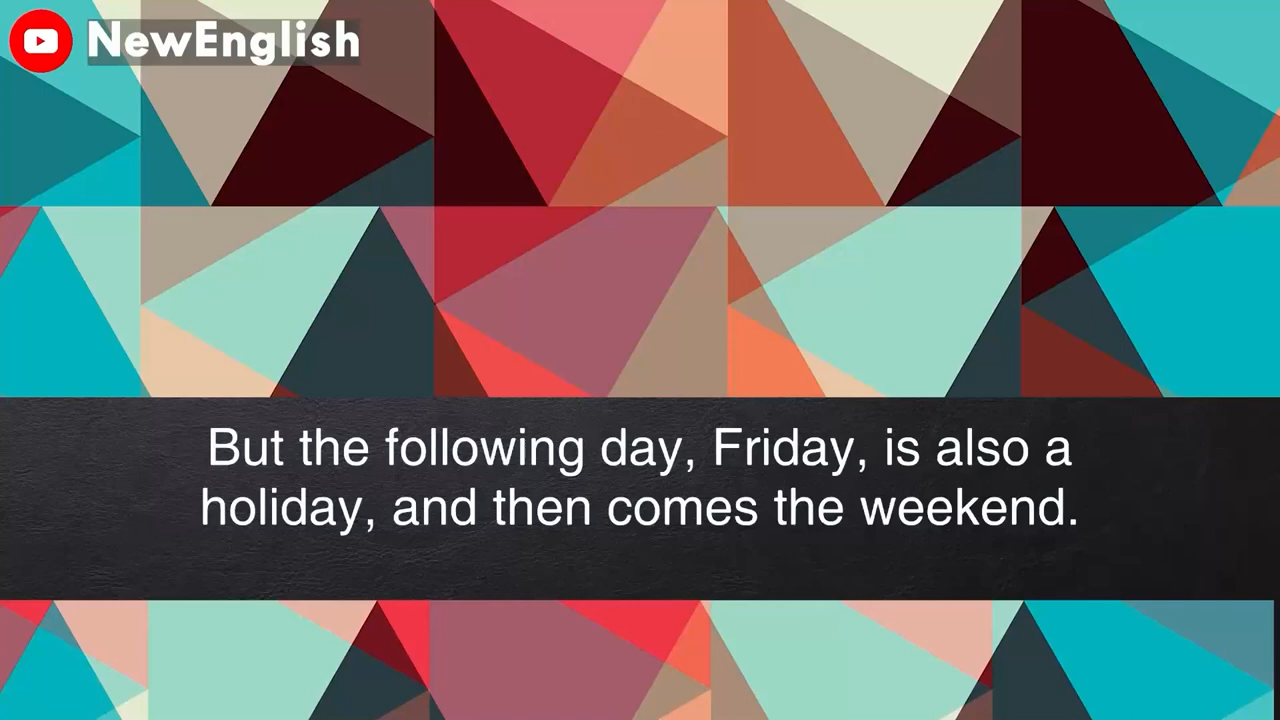 NewEnglish
But the following day, Friday, is also a
holiday, and then comes the weekend.